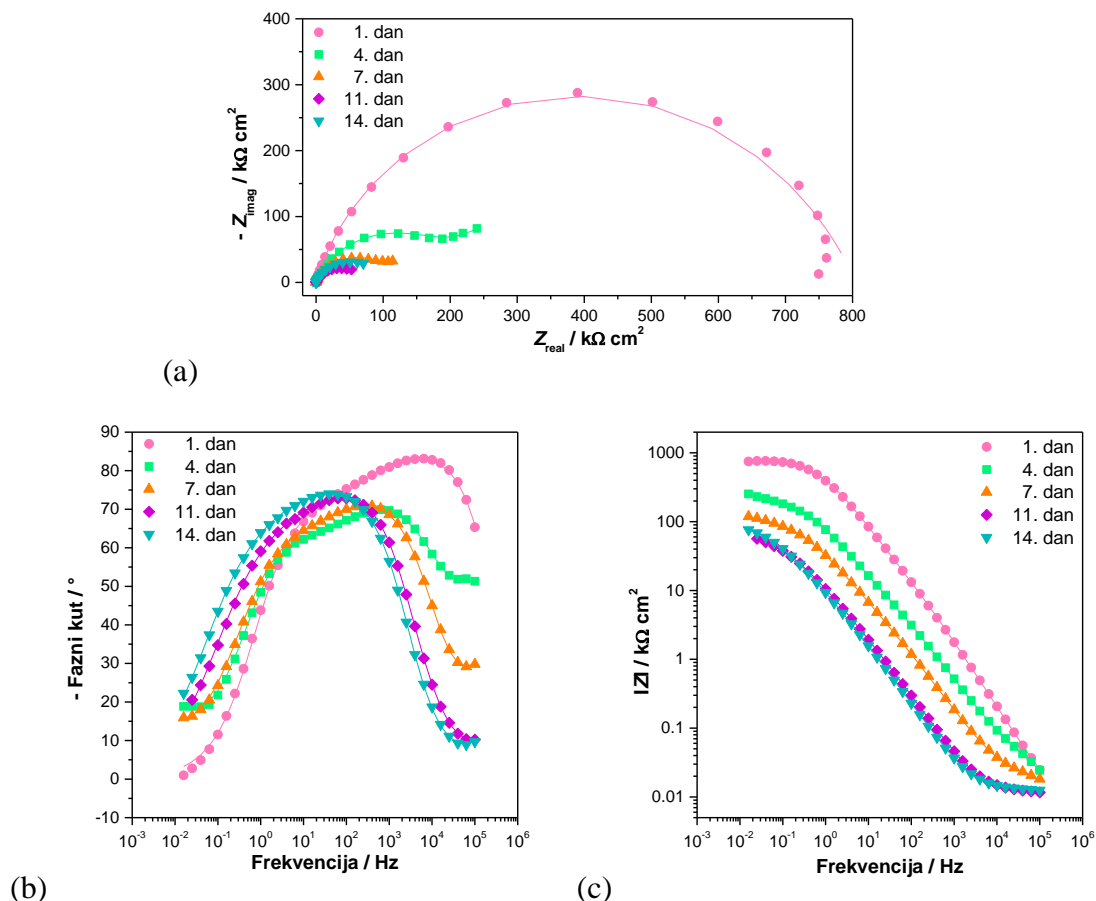 400
300
200
100
0
- Z_imag / kΩ cm²
1. dan
4. dan
7. dan
11. dan
14. dan
0 100 200 300 400 500 600 700 800
Z_real / kΩ cm²
(a)
90
80
70
60
50
40
30
20
10
0
-10
- Fazni kut / °
1. dan
4. dan
7. dan
11. dan
14. dan
10⁻³ 10⁻² 10⁻¹ 10⁰ 10¹ 10² 10³ 10⁴ 10⁵ 10⁶
Frekvencija / Hz
(b)
1000
100
10
1
0.1
0.01
|Z| / kΩ cm²
1. dan
4. dan
7. dan
11. dan
14. dan
10⁻³ 10⁻² 10⁻¹ 10⁰ 10¹ 10² 10³ 10⁴ 10⁵ 10⁶
Frekvencija / Hz
(c)